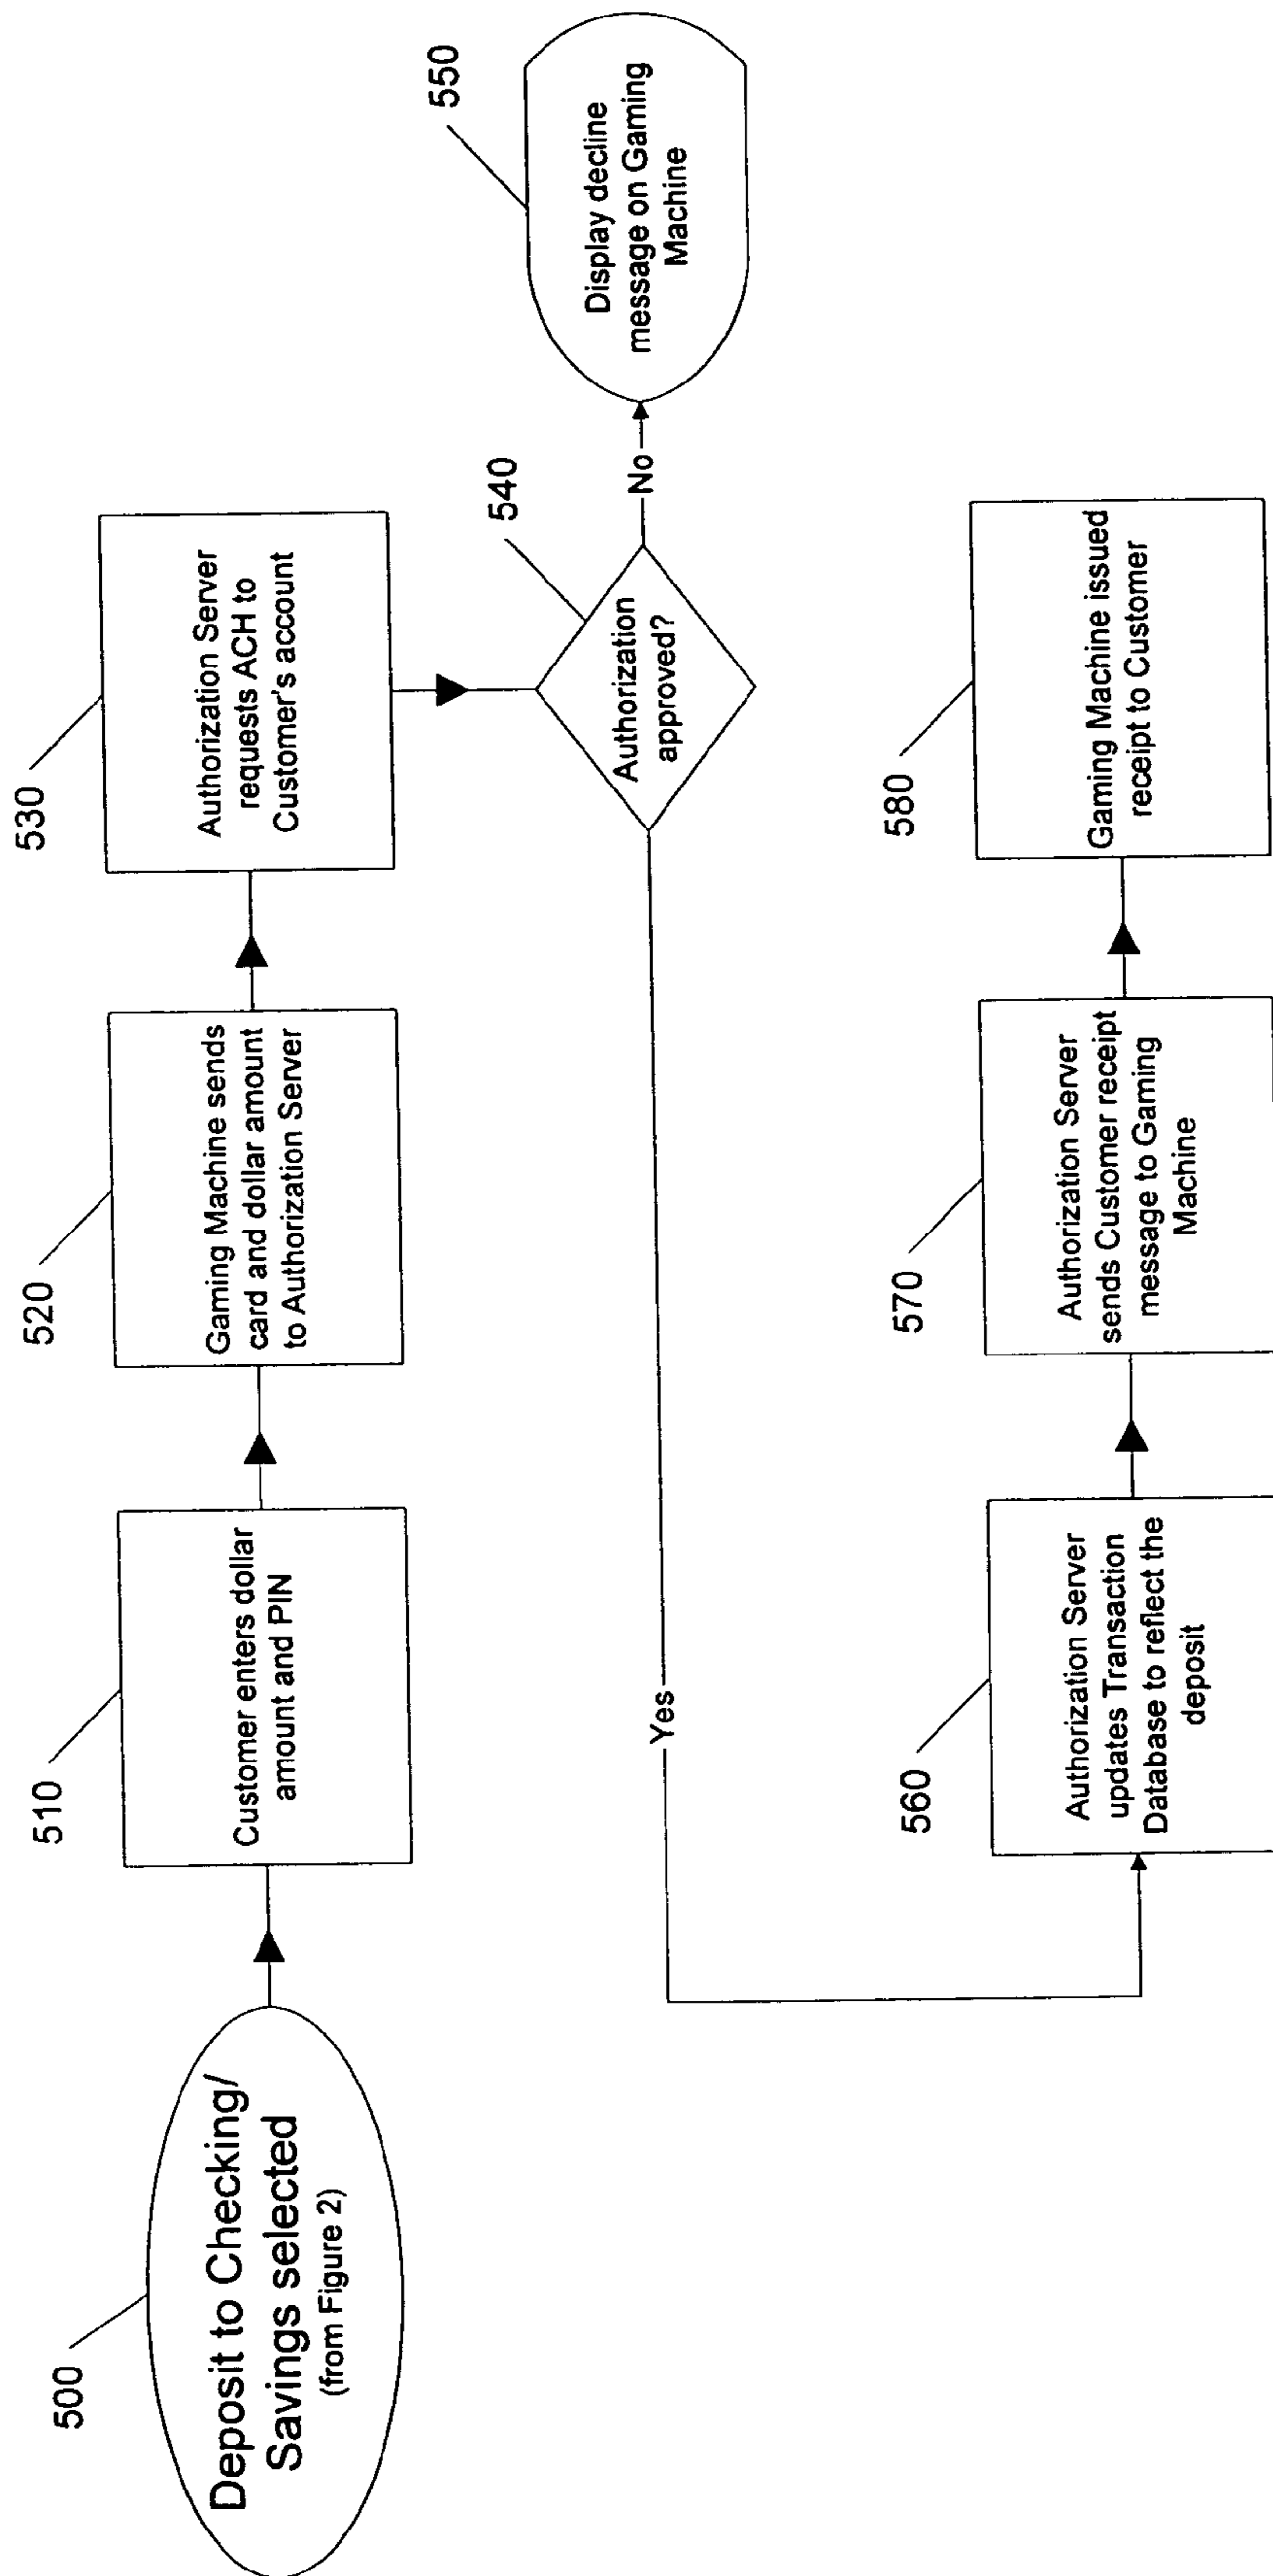 500
Deposit to Checking/
Savings selected
(from Figure 2)
510
Customer enters dollar
amount and PIN
520
Gaming Machine sends
card and dollar amount
to Authorization Server
530
Authorization Server
requests ACH to
Customer's account
540
Authorization
approved?
No
550
Display decline
message on Gaming
Machine
Yes
560
Authorization Server
updates Transaction
Database to reflect the
deposit
570
Authorization Server
sends Customer receipt
message to Gaming
Machine
580
Gaming Machine issued
receipt to Customer